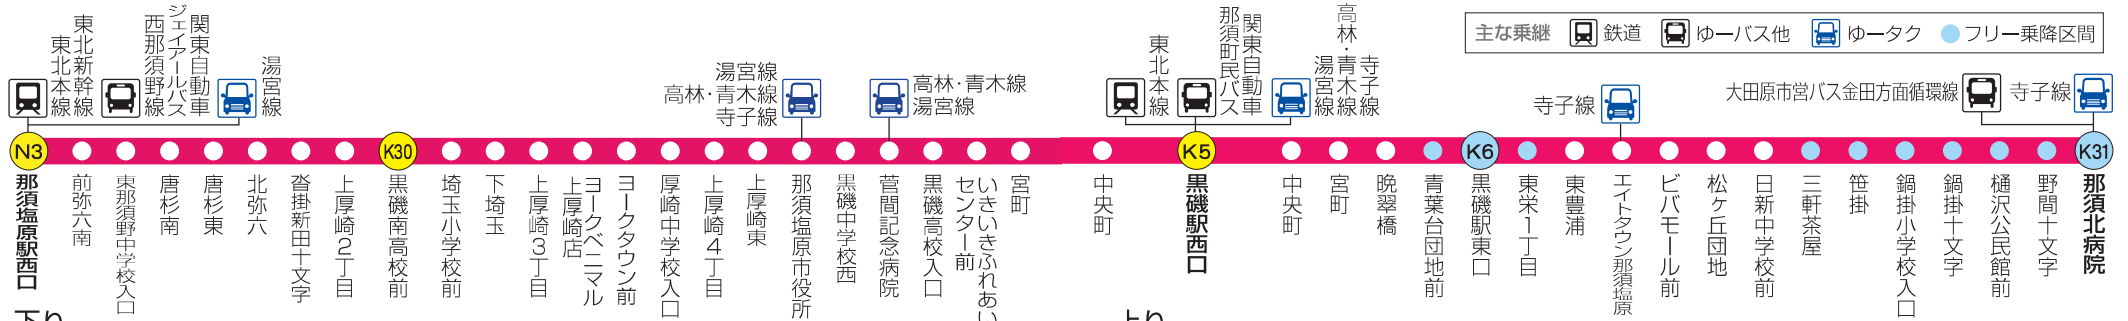 主な乗継
鉄道
ゆーバス他
ゆータク
フリー乗降区間
東北新幹線
東北本線
関東自動車
ジェイアールバス
西那須野線
湯宮線
湯宮線
高林・青木線
寺子線
高林・青木線
湯宮線
東北本線
関東自動車
那須町民バス
寺子線
高林・青木線
湯宮線
寺子線
大田原市営バス金田方面循環線
寺子線
N3
K30
K5
K6
K31
那須塩原駅西口
前弥六南
東那須野中学校入口
唐杉南
唐杉東
北弥六
沓掛新田十文字
上厚崎2丁目
黒磯南高校前
埼玉小学校前
下埼玉
上厚崎3丁目
ヨークベニマル
上厚崎店
ヨークタウン前
厚崎中学校入口
上厚崎4丁目
上厚崎東
那須塩原市役所
黒磯中学校西
菅間記念病院
黒磯高校入口
いきいきふれあい
センター前
宮町
中央町
黒磯駅西口
中央町
宮町
晩翠橋
青葉台団地前
黒磯駅東口
東栄1丁目
東豊浦
エイトタウン那須塩原
ビバモール前
松ヶ丘団地
日新中学校前
三軒茶屋
笹掛
鍋掛小学校入口
鍋掛十文字
樋沢公民館前
野間十文字
那須北病院
下り
上り